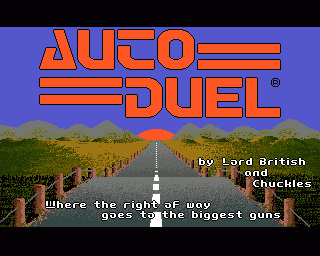 AUTO
DUEL®
by Lord British
and
Chuckles
Where the right of way
goes to the biggest guns